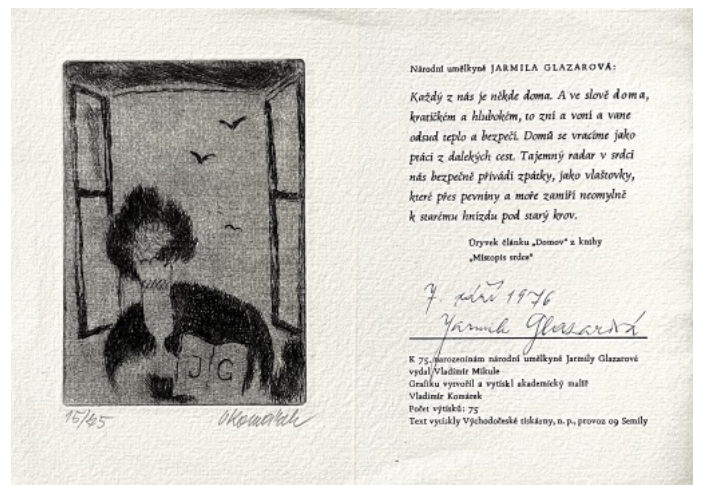 J G
15/45 VKomárek
Národní umělkyně JARMILA GLAZAROVÁ:
Každý z nás je někde doma. A ve slově doma,
kratičkém a hlubokém, to zní a voní a vane
odsud teplo a bezpečí. Domů se vracíme jako
ptáci z dalekých cest. Tajemný radar v srdci
nás bezpečně přivádí zpátky, jako vlaštovky,
které přes pevniny a moře zamíří neomylně
k starému hnízdu pod starý krov.
Úryvek článku „Domov“ z knihy
„Místopis srdce“
7. září 1976
Jarmila Glazarová
K 75. narozeninám národní umělkyně Jarmily Glazarové
vydal Vladimír Mikule
Grafiku vytvořil a vytiskl akademický malíř
Vladimír Komárek
Počet výtisků: 75
Text vytiskly Východočeské tiskárny, n. p., provoz 09 Semily